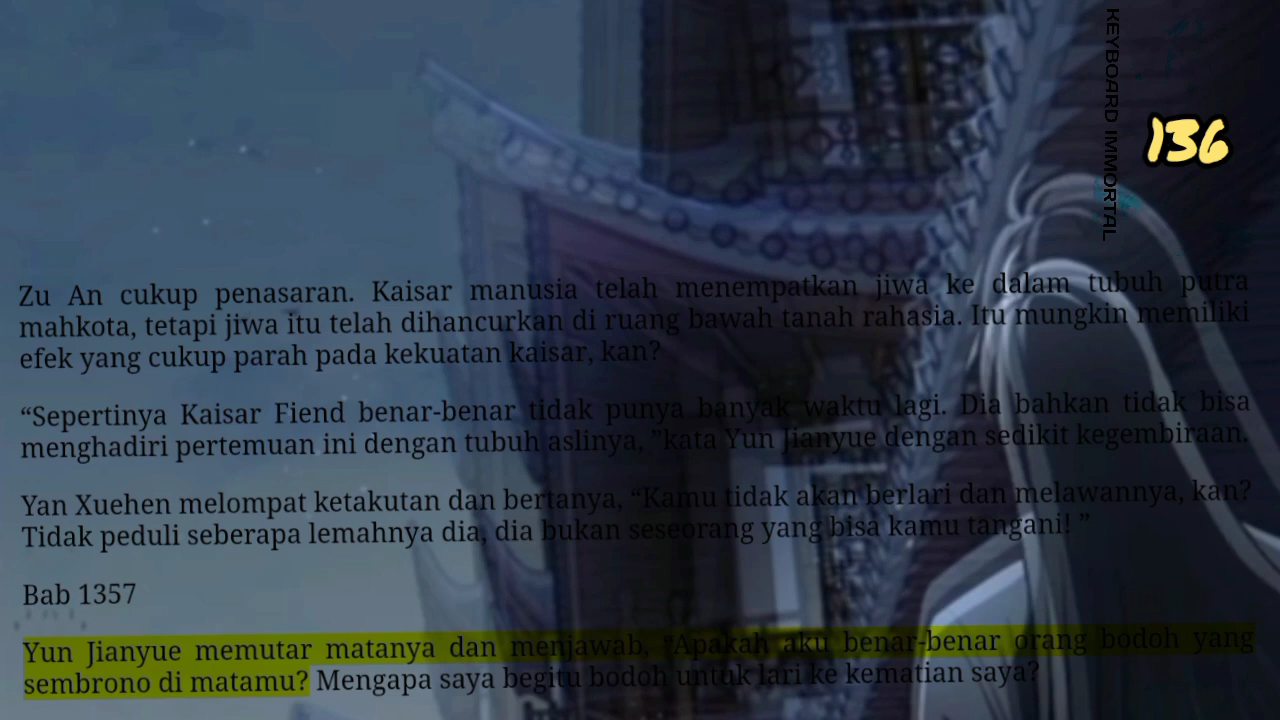 KEYBOARD IMMORTAL
136
Zu An cukup penasaran. Kaisar manusia telah menempatkan jiwa ke dalam tubuh putra
mahkota, tetapi jiwa itu telah dihancurkan di ruang bawah tanah rahasia. Itu mungkin memiliki
efek yang cukup parah pada kekuatan kaisar, kan?
“Sepertinya Kaisar Fiend benar-benar tidak punya banyak waktu lagi. Dia bahkan tidak bisa
menghadiri pertemuan ini dengan tubuh aslinya, ”kata Yun Jianyue dengan sedikit kegembiraan.
Yan Xuehen melompat ketakutan dan bertanya, “Kamu tidak akan berlari dan melawannya, kan?
Tidak peduli seberapa lemahnya dia, dia bukan seseorang yang bisa kamu tangani! ”
Bab 1357
Yun Jianyue memutar matanya dan menjawab, “Apakah aku benar-benar orang bodoh yang
sembrono di matamu? Mengapa saya begitu bodoh untuk lari ke kematian saya?